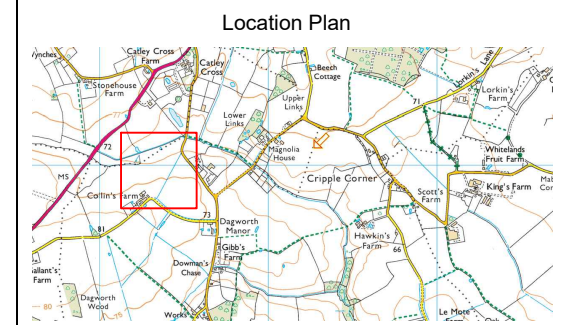 Location Plan
Catley Cross
Farm
Catley
Cross
Stonehouse
Farm
Beech
Cottage
Lorkin's Lane
Lorkin's
Farm
Upper
Links
71
Lower
Links
72
Magnolia
House
Whitelands
Fruit Farm
MS
Cripple Corner
Collin's Farm
Scott's
Farm
King's Farm
73
Dagworth
Manor
81
Hawkin's
Farm
66
Gibb's
Farm
Dowman's
Chase
80
Dagworth
Wood
75
Works
Le Mote